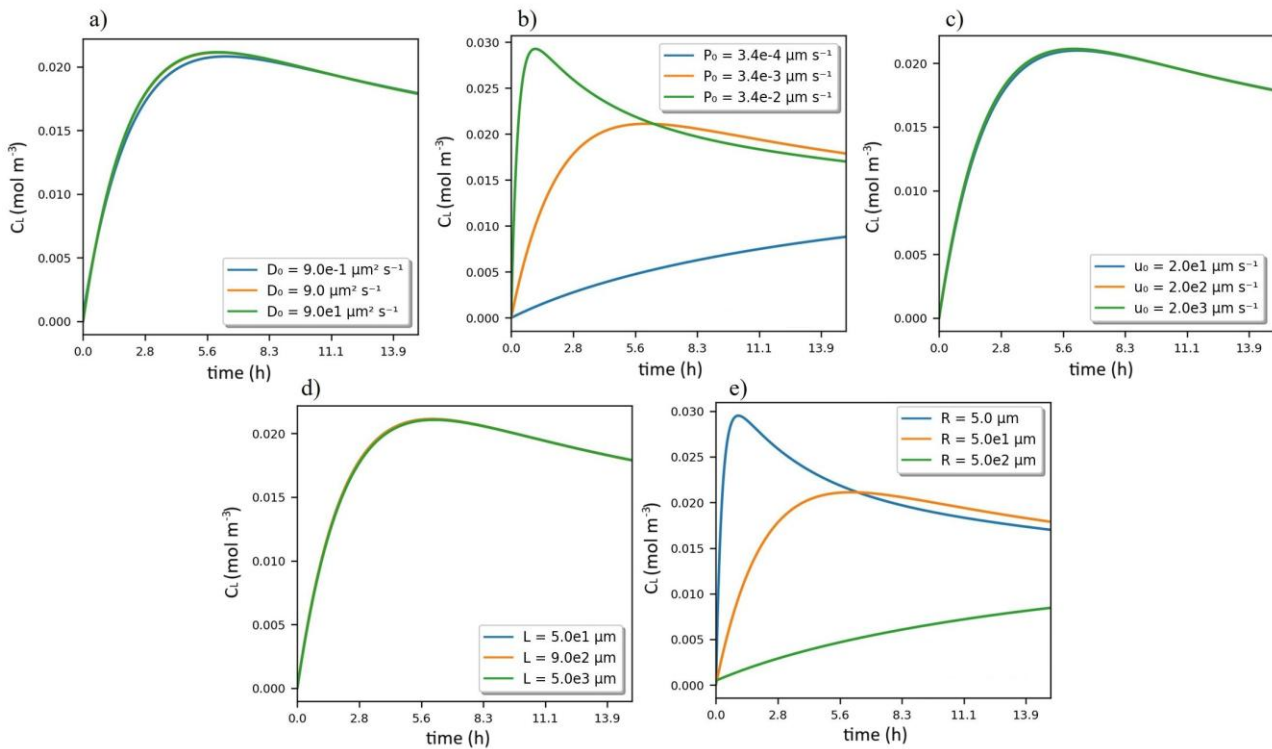 a)
0.020
0.015
0.010
0.005
0.000
C_L (mol m⁻³)
D₀ = 9.0e-1 μm² s⁻¹
D₀ = 9.0 μm² s⁻¹
D₀ = 9.0e1 μm² s⁻¹
0.0 2.8 5.6 8.3 11.1 13.9
time (h)
b)
0.030
0.025
0.020
0.015
0.010
0.005
0.000
C_L (mol m⁻³)
P₀ = 3.4e-4 μm s⁻¹
P₀ = 3.4e-3 μm s⁻¹
P₀ = 3.4e-2 μm s⁻¹
0.0 2.8 5.6 8.3 11.1 13.9
time (h)
c)
0.020
0.015
0.010
0.005
0.000
C_L (mol m⁻³)
u₀ = 2.0e1 μm s⁻¹
u₀ = 2.0e2 μm s⁻¹
u₀ = 2.0e3 μm s⁻¹
0.0 2.8 5.6 8.3 11.1 13.9
time (h)
d)
0.020
0.015
0.010
0.005
0.000
C_L (mol m⁻³)
L = 5.0e1 μm
L = 9.0e2 μm
L = 5.0e3 μm
0.0 2.8 5.6 8.3 11.1 13.9
time (h)
e)
0.030
0.025
0.020
0.015
0.010
0.005
0.000
C_L (mol m⁻³)
R = 5.0 μm
R = 5.0e1 μm
R = 5.0e2 μm
0.0 2.8 5.6 8.3 11.1 13.9
time (h)